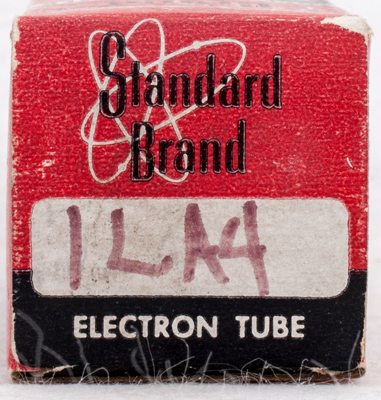 Standard
Brand
1LA4
ELECTRON TUBE